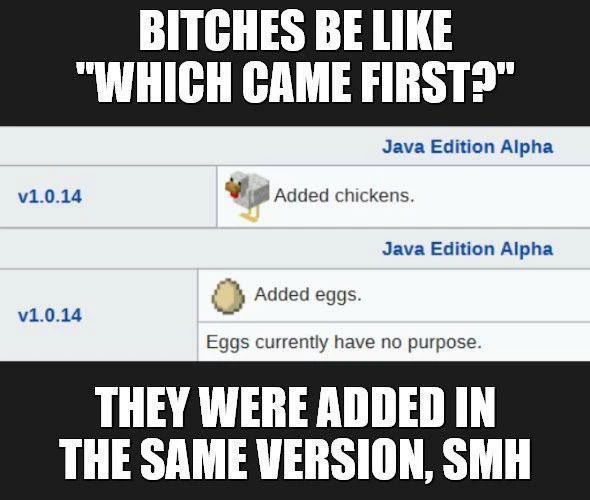 BITCHES BE LIKE
"WHICH CAME FIRST?"
Java Edition Alpha
v1.0.14
Added chickens.
Java Edition Alpha
v1.0.14
Added eggs.
Eggs currently have no purpose.
THEY WERE ADDED IN
THE SAME VERSION, SMH